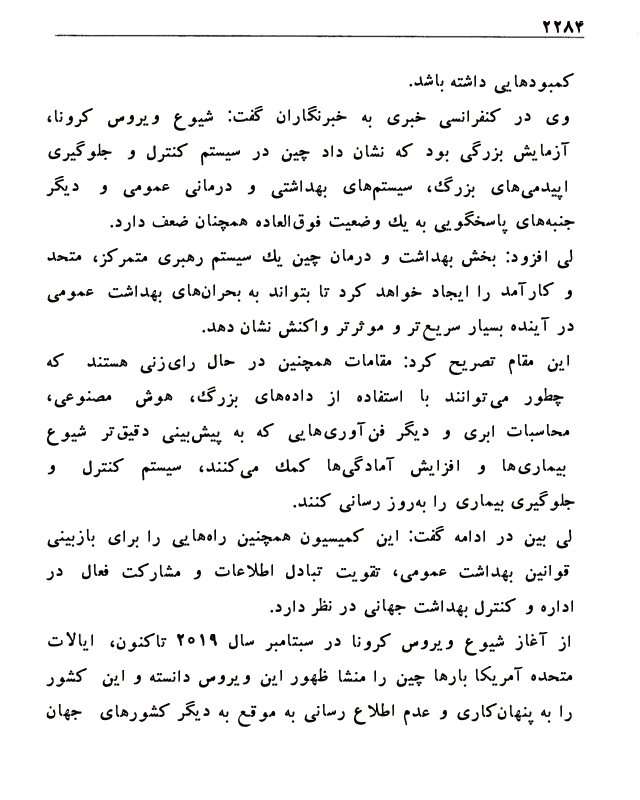 ۲۲۸۴
کمبودهایی داشته باشد.
وی در کنفرانسی خبری به خبرنگاران گفت: شیوع ویروس کرونا،
آزمایش بزرگی بود که نشان داد چین در سیستم کنترل و جلوگیری
اپیدمی‌های بزرگ، سیستم‌های بهداشتی و درمانی عمومی و دیگر
جنبه‌های پاسخگویی به یك وضعیت فوق‌العاده همچنان ضعف دارد.
لی افزود: بخش بهداشت و درمان چین یك سیستم رهبری متمرکز، متحد
و کارآمد را ایجاد خواهد کرد تا بتواند به بحران‌های بهداشت عمومی
در آینده بسیار سریع‌تر و موثرتر واکنش نشان دهد.
این مقام تصریح کرد: مقامات همچنین در حال رای‌زنی هستند که
چطور می‌توانند با استفاده از داده‌های بزرگ، هوش مصنوعی،
محاسبات ابری و دیگر فن‌آوری‌هایی که به پیش‌بینی دقیق‌تر شیوع
بیماری‌ها و افزایش آمادگی‌ها کمك می‌کنند، سیستم کنترل و
جلوگیری بیماری را به‌روز رسانی کنند.
لی بین در ادامه گفت: این کمیسیون همچنین راه‌هایی را برای بازبینی
قوانین بهداشت عمومی، تقویت تبادل اطلاعات و مشارکت فعال در
اداره و کنترل بهداشت جهانی در نظر دارد.
از آغاز شیوع ویروس کرونا در سبتامبر سال ۲۰۱۹ تاکنون، ایالات
متحده آمریکا بارها چین را منشا ظهور این ویروس دانسته و این کشور
را به پنهان‌کاری و عدم اطلاع رسانی به موقع به دیگر کشورهای جهان